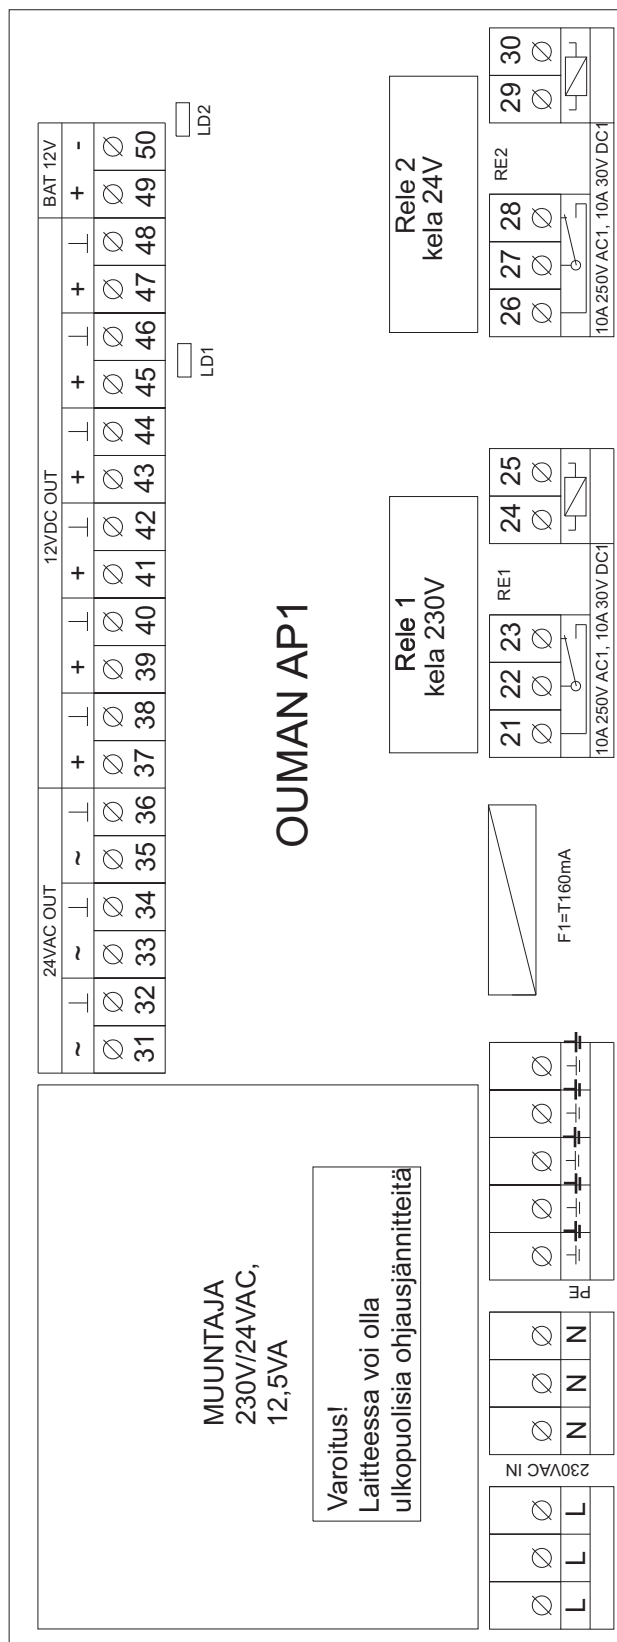 24VAC OUT
12VDC OUT
BAT 12V
~ ⊥ ~ ⊥ ~ ⊥ + ⊥ + ⊥ + ⊥ + ⊥ + ⊥ + ⊥ + -
31 32 33 34 35 36 37 38 39 40 41 42 43 44 45 46 47 48 49 50
LD1
LD2
MUUNTAJA
230V/24VAC,
12,5VA
Varoitus!
Laitteessa voi olla
ulkopuolisia ohjausjännitteitä
OUMAN AP1
Rele 1
kela 230V
Rele 2
kela 24V
L L L
230VAC IN
N N N
PE
F1=T160mA
21 22 23
RE1
24 25
10A 250V AC1, 10A 30V DC1
26 27 28
RE2
29 30
10A 250V AC1, 10A 30V DC1